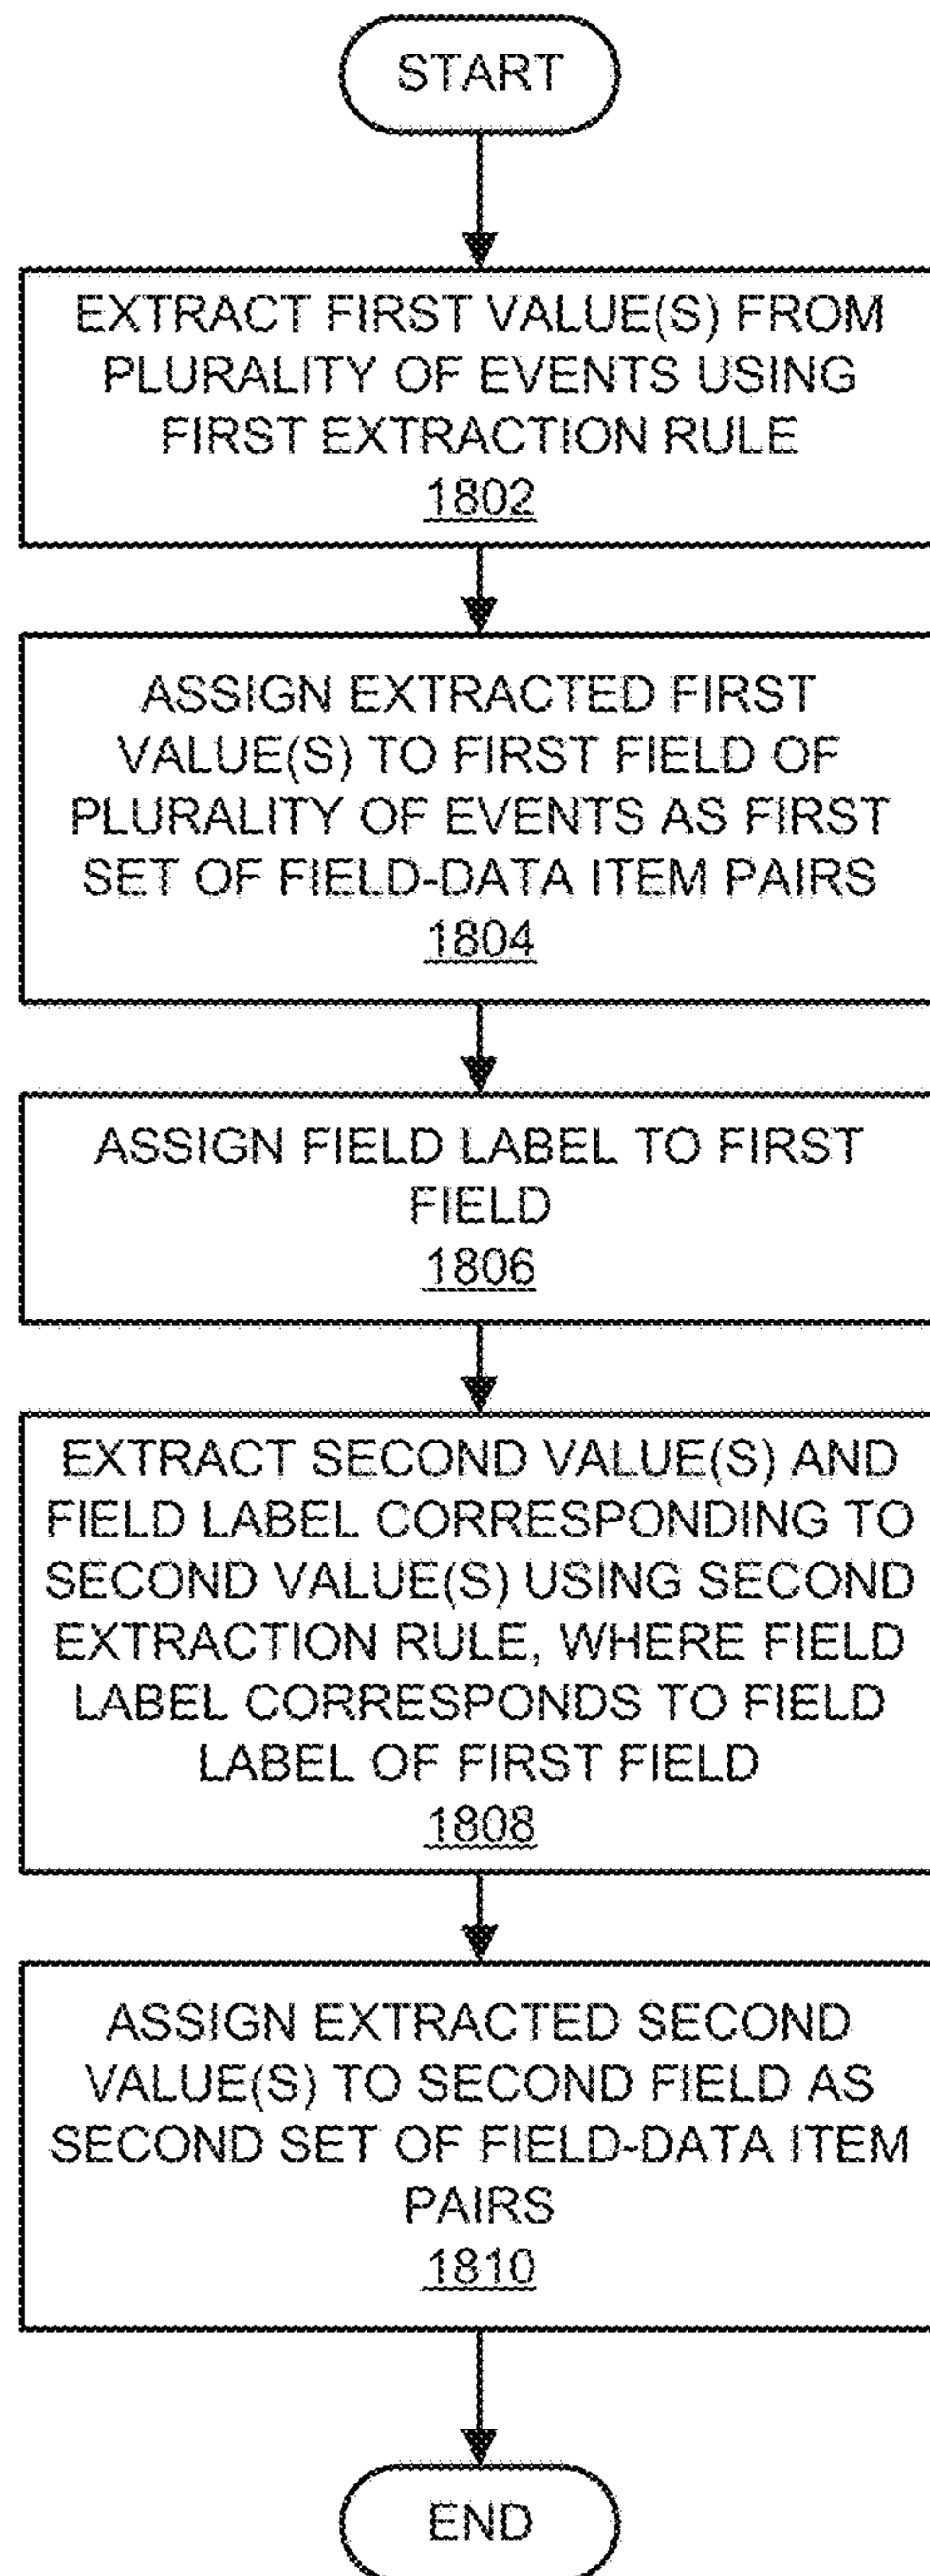 START
EXTRACT FIRST VALUE(S) FROM
PLURALITY OF EVENTS USING
FIRST EXTRACTION RULE
1802
ASSIGN EXTRACTED FIRST
VALUE(S) TO FIRST FIELD OF
PLURALITY OF EVENTS AS FIRST
SET OF FIELD-DATA ITEM PAIRS
1804
ASSIGN FIELD LABEL TO FIRST
FIELD
1806
EXTRACT SECOND VALUE(S) AND
FIELD LABEL CORRESPONDING TO
SECOND VALUE(S) USING SECOND
EXTRACTION RULE, WHERE FIELD
LABEL CORRESPONDS TO FIELD
LABEL OF FIRST FIELD
1808
ASSIGN EXTRACTED SECOND
VALUE(S) TO SECOND FIELD AS
SECOND SET OF FIELD-DATA ITEM
PAIRS
1810
END